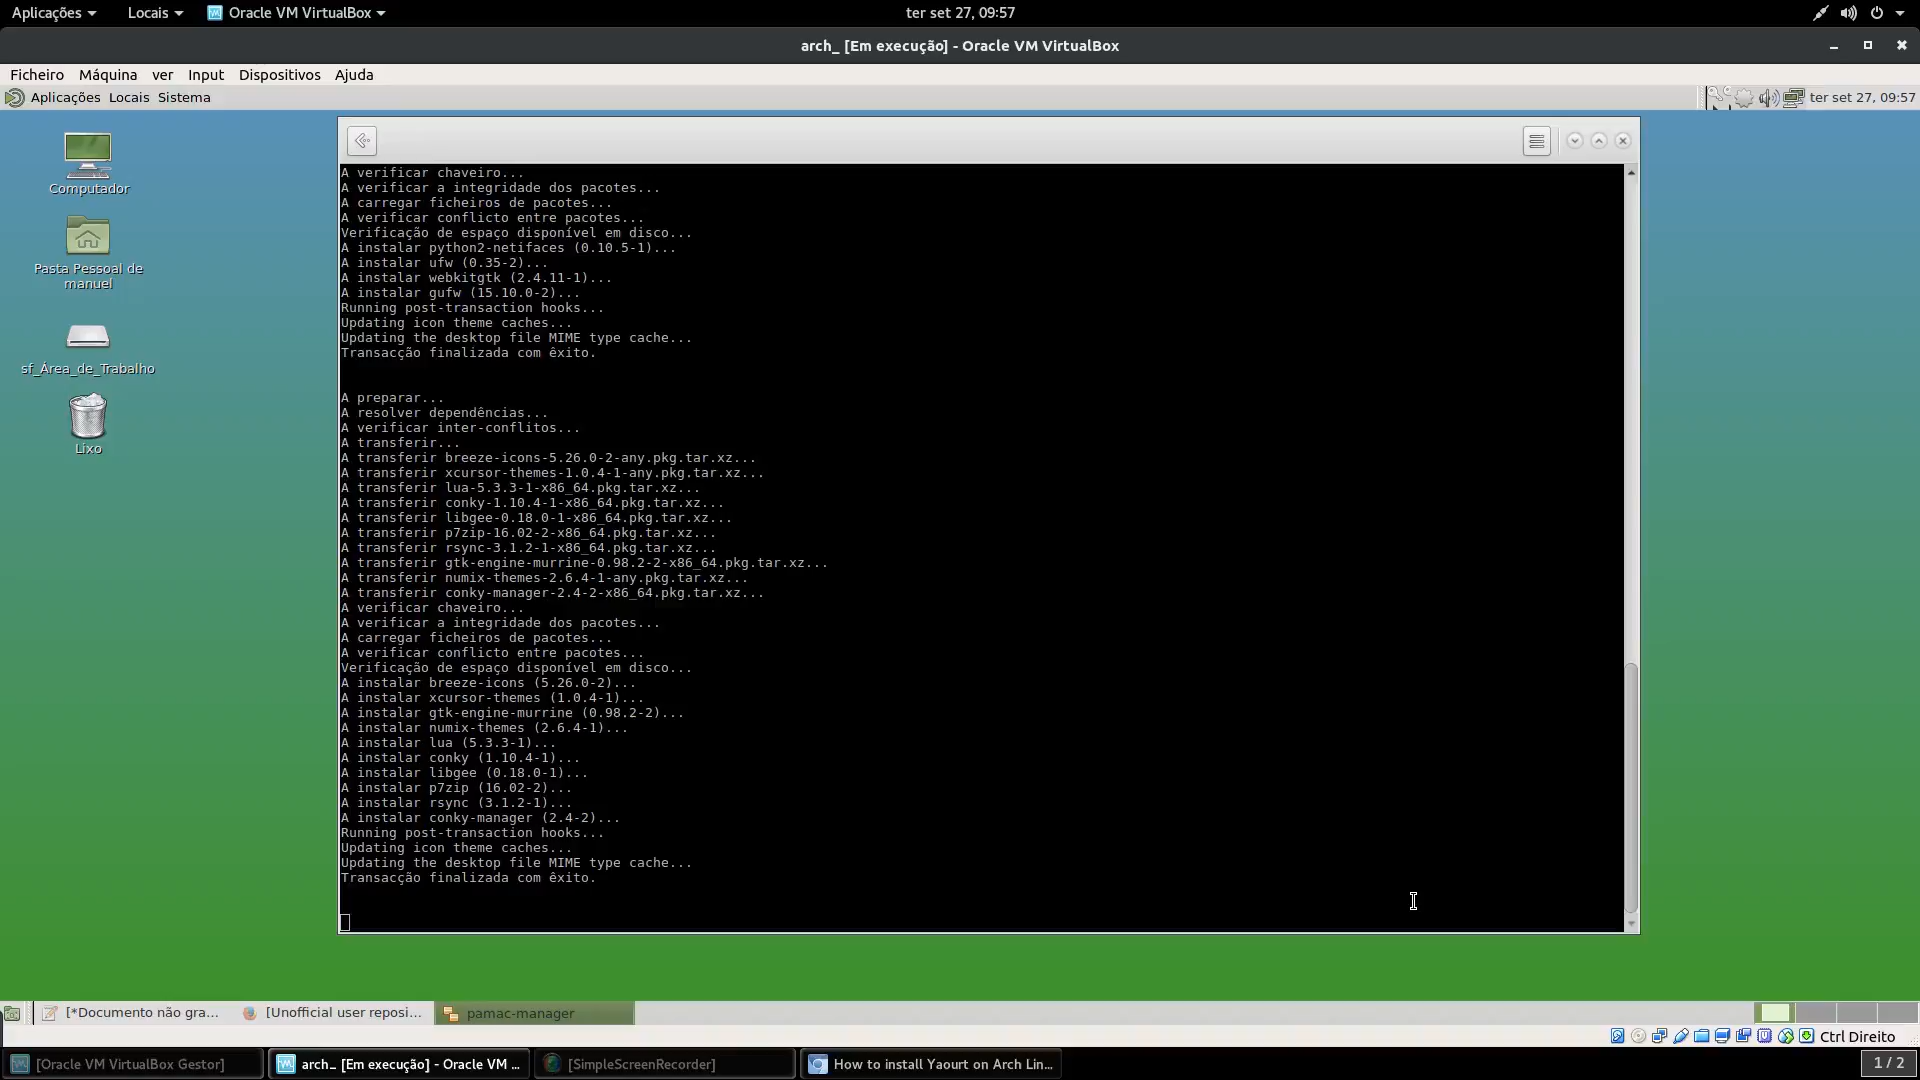 Aplicações Locais Oracle VM VirtualBox ter set 27, 09:57
arch_ [Em execução] - Oracle VM VirtualBox
Ficheiro Máquina ver Input Dispositivos Ajuda
Aplicações Locais Sistema ter set 27, 09:57
Computador
Pasta Pessoal de
manuel
sf_Área_de_Trabalho
Lixo
A verificar chaveiro...
A verificar a integridade dos pacotes...
A carregar ficheiros de pacotes...
A verificar conflicto entre pacotes...
Verificação de espaço disponível em disco...
A instalar python2-netifaces (0.10.5-1)...
A instalar ufw (0.35-2)...
A instalar webkitgtk (2.4.11-1)...
A instalar gufw (15.10.0-2)...
Running post-transaction hooks...
Updating icon theme caches...
Updating the desktop file MIME type cache...
Transacção finalizada com êxito.
A preparar...
A resolver dependências...
A verificar inter-conflitos...
A transferir...
A transferir breeze-icons-5.26.0-2-any.pkg.tar.xz...
A transferir xcursor-themes-1.0.4-1-any.pkg.tar.xz...
A transferir lua-5.3.3-1-x86_64.pkg.tar.xz...
A transferir conky-1.10.4-1-x86_64.pkg.tar.xz...
A transferir libgee-0.18.0-1-x86_64.pkg.tar.xz...
A transferir p7zip-16.02-2-x86_64.pkg.tar.xz...
A transferir rsync-3.1.2-1-x86_64.pkg.tar.xz...
A transferir gtk-engine-murrine-0.98.2-2-x86_64.pkg.tar.xz...
A transferir numix-themes-2.6.4-1-any.pkg.tar.xz...
A transferir conky-manager-2.4-2-x86_64.pkg.tar.xz...
A verificar chaveiro...
A verificar a integridade dos pacotes...
A carregar ficheiros de pacotes...
A verificar conflicto entre pacotes...
Verificação de espaço disponível em disco...
A instalar breeze-icons (5.26.0-2)...
A instalar xcursor-themes (1.0.4-1)...
A instalar gtk-engine-murrine (0.98.2-2)...
A instalar numix-themes (2.6.4-1)...
A instalar lua (5.3.3-1)...
A instalar conky (1.10.4-1)...
A instalar libgee (0.18.0-1)...
A instalar p7zip (16.02-2)...
A instalar rsync (3.1.2-1)...
A instalar conky-manager (2.4-2)...
Running post-transaction hooks...
Updating icon theme caches...
Updating the desktop file MIME type cache...
Transacção finalizada com êxito.
[*Documento não gra... [Unofficial user reposi... pamac-manager
Ctrl Direito
[Oracle VM VirtualBox Gestor] arch_ [Em execução] - Oracle VM ... [SimpleScreenRecorder] How to install Yaourt on Arch Lin... 1 / 2